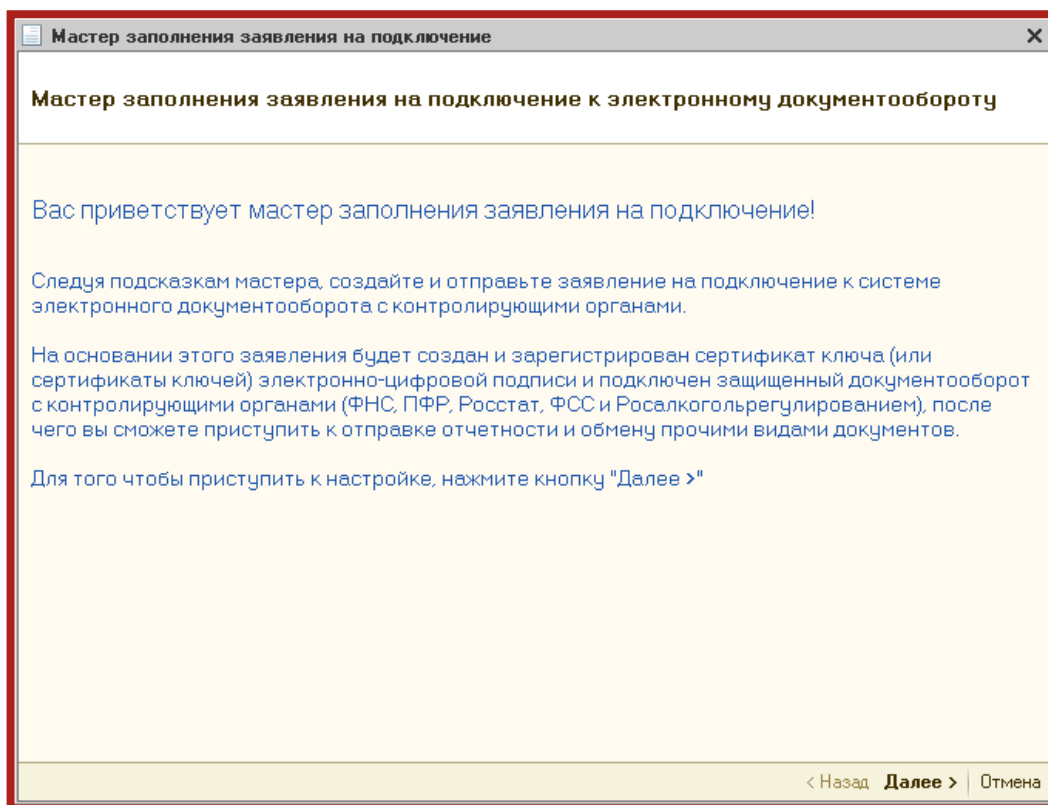 Мастер заполнения заявления на подключение
Мастер заполнения заявления на подключение к электронному документообороту
Вас приветствует мастер заполнения заявления на подключение!
Следуя подсказкам мастера, создайте и отправьте заявление на подключение к системе
электронного документооборота с контролирующими органами.
На основании этого заявления будет создан и зарегистрирован сертификат ключа (или
сертификаты ключей) электронно-цифровой подписи и подключен защищенный документооборот
с контролирующими органами (ФНС, ПФР, Росстат, ФСС и Росалкогольрегулированием), после
чего вы сможете приступить к отправке отчетности и обмену прочими видами документов.
Для того чтобы приступить к настройке, нажмите кнопку "Далее >"
< Назад Далее > Отмена